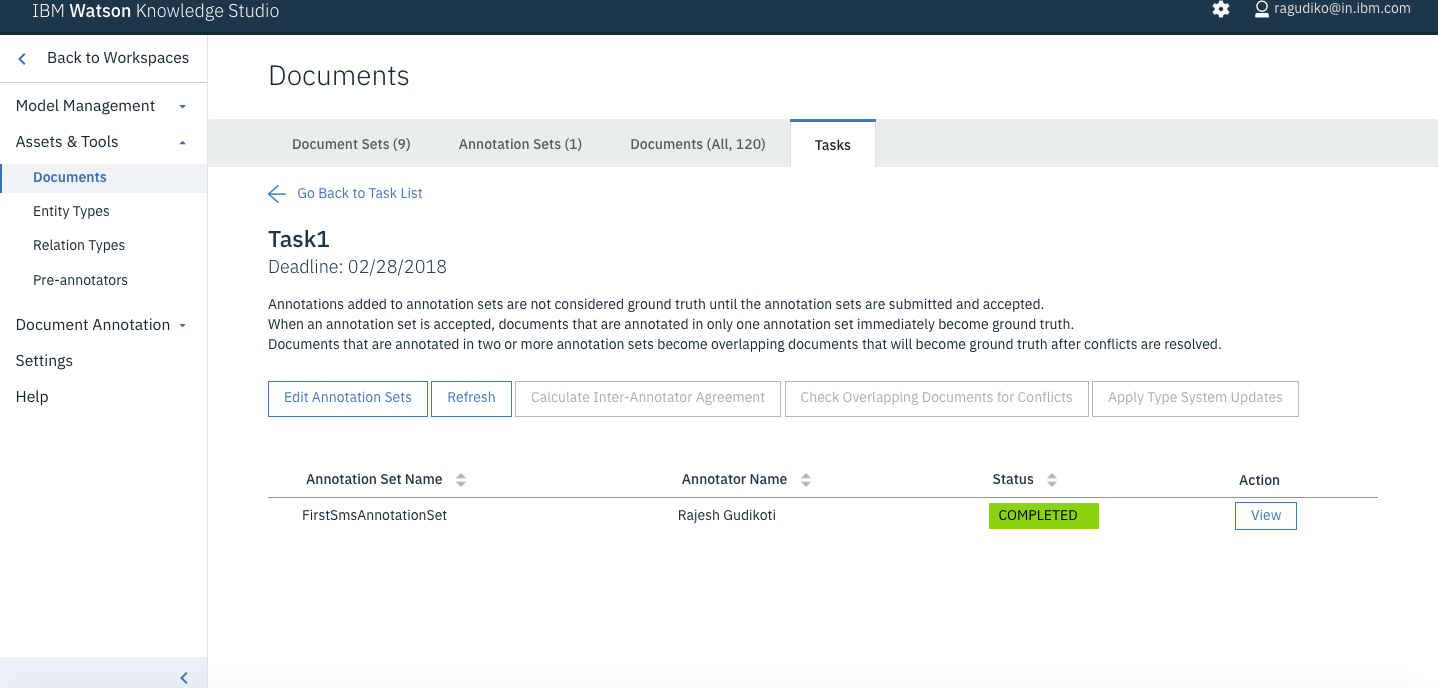 IBM Watson Knowledge Studio
ragudiko@in.ibm.com
Back to Workspaces
Model Management
Assets & Tools
Documents
Entity Types
Relation Types
Pre-annotators
Document Annotation
Settings
Help
Documents
Document Sets (9) Annotation Sets (1) Documents (All, 120) Tasks
Go Back to Task List
Task1
Deadline: 02/28/2018
Annotations added to annotation sets are not considered ground truth until the annotation sets are submitted and accepted.
When an annotation set is accepted, documents that are annotated in only one annotation set immediately become ground truth.
Documents that are annotated in two or more annotation sets become overlapping documents that will become ground truth after conflicts are resolved.
Edit Annotation Sets Refresh Calculate Inter-Annotator Agreement Check Overlapping Documents for Conflicts Apply Type System Updates
Annotation Set Name Annotator Name Status Action
FirstSmsAnnotationSet Rajesh Gudikoti COMPLETED View